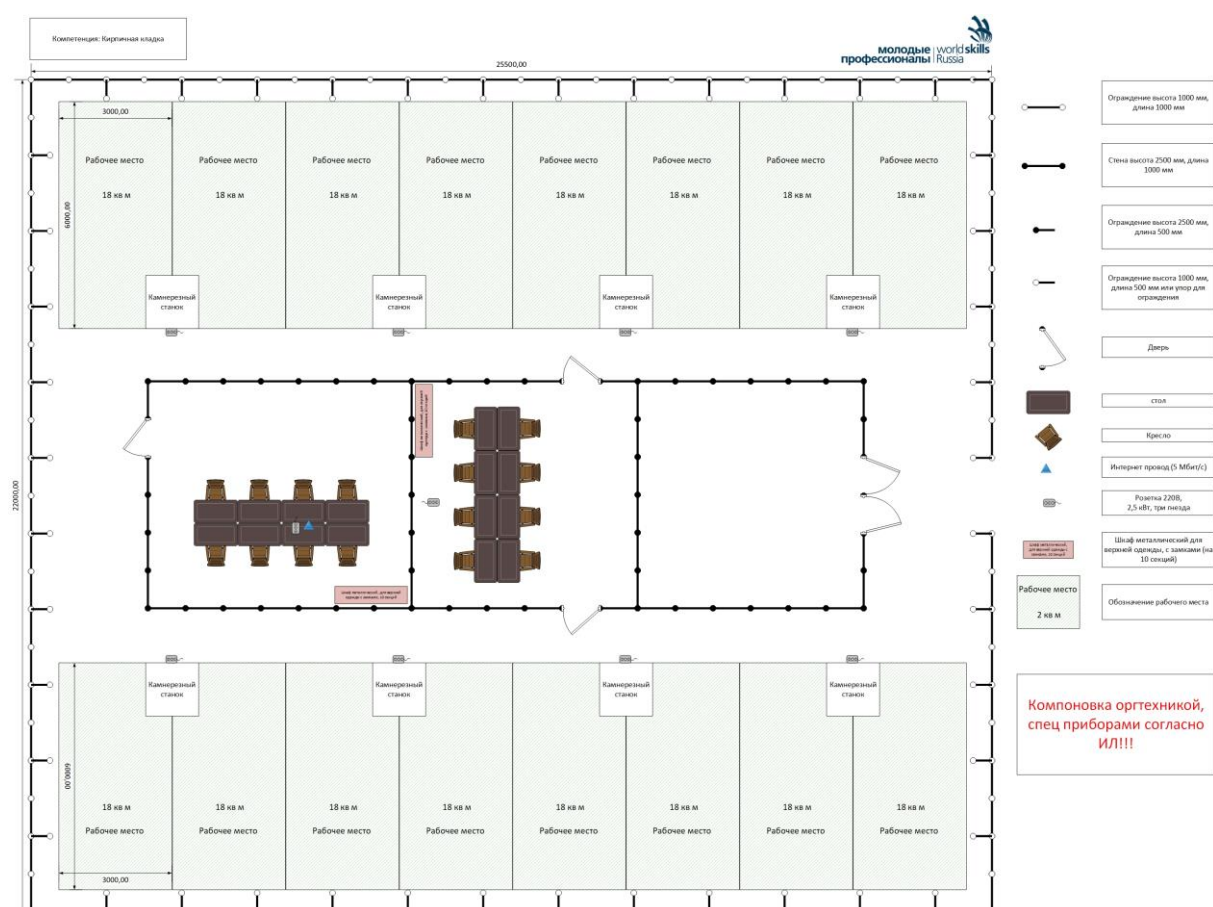 Компетенция: Кирпичная кладка
молодые
профессионалы
worldskills
Russia
25500,00
22000,00
3000,00
6000,00
Рабочее место
18 кв м
Рабочее место
18 кв м
Рабочее место
18 кв м
Рабочее место
18 кв м
Рабочее место
18 кв м
Рабочее место
18 кв м
Рабочее место
18 кв м
Рабочее место
18 кв м
Камнерезный
станок
Камнерезный
станок
Камнерезный
станок
Камнерезный
станок
Камнерезный
станок
Камнерезный
станок
Камнерезный
станок
Камнерезный
станок
6000,00
18 кв м
Рабочее место
18 кв м
Рабочее место
18 кв м
Рабочее место
18 кв м
Рабочее место
18 кв м
Рабочее место
18 кв м
Рабочее место
18 кв м
Рабочее место
18 кв м
Рабочее место
3000,00
Ограждение высота 1000 мм,
длина 1000 мм
Стена высота 2500 мм, длина
1000 мм
Ограждение высота 2500 мм,
длина 500 мм
Ограждение высота 1000 мм,
длина 500 мм или упор для
ограждения
Дверь
стол
Кресло
Интернет провод (5 Мбит/с)
Розетка 220В,
2,5 кВт, три гнезда
Шкаф металлический для
верхней одежды, с замками (на
10 секций)
Рабочее место
2 кв м
Обозначение рабочего места
Компоновка оргтехникой,
спец приборами согласно
ИЛ!!!